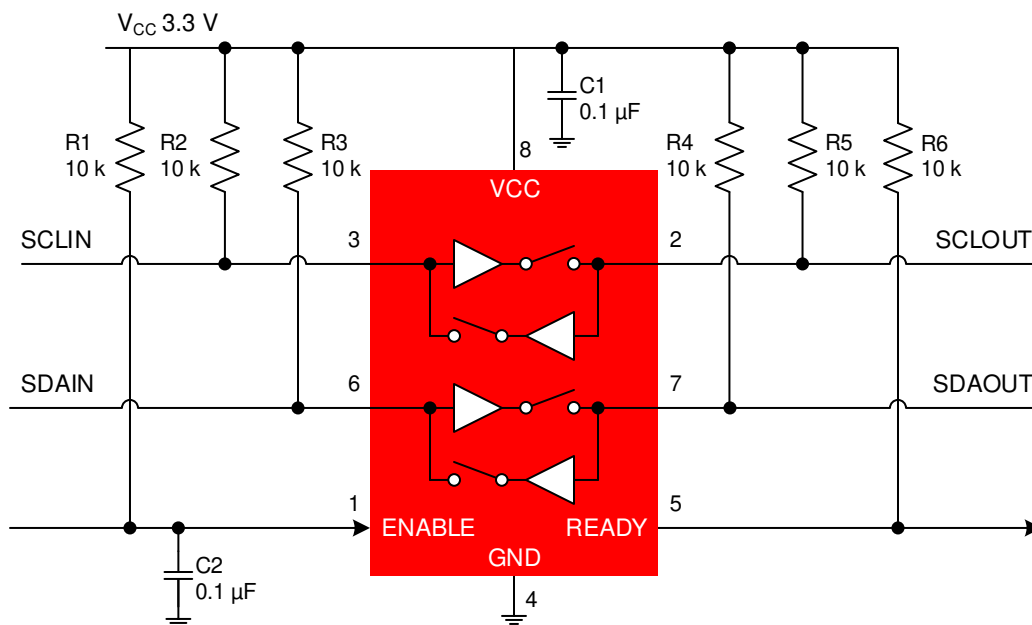 VCC 3.3 V
C1
0.1 µF
R1
10 k
R2
10 k
R3
10 k
R4
10 k
R5
10 k
R6
10 k
8
VCC
SCLIN
3
2
SCLOUT
SDAIN
6
7
SDAOUT
1
ENABLE
READY
5
GND
4
C2
0.1 µF